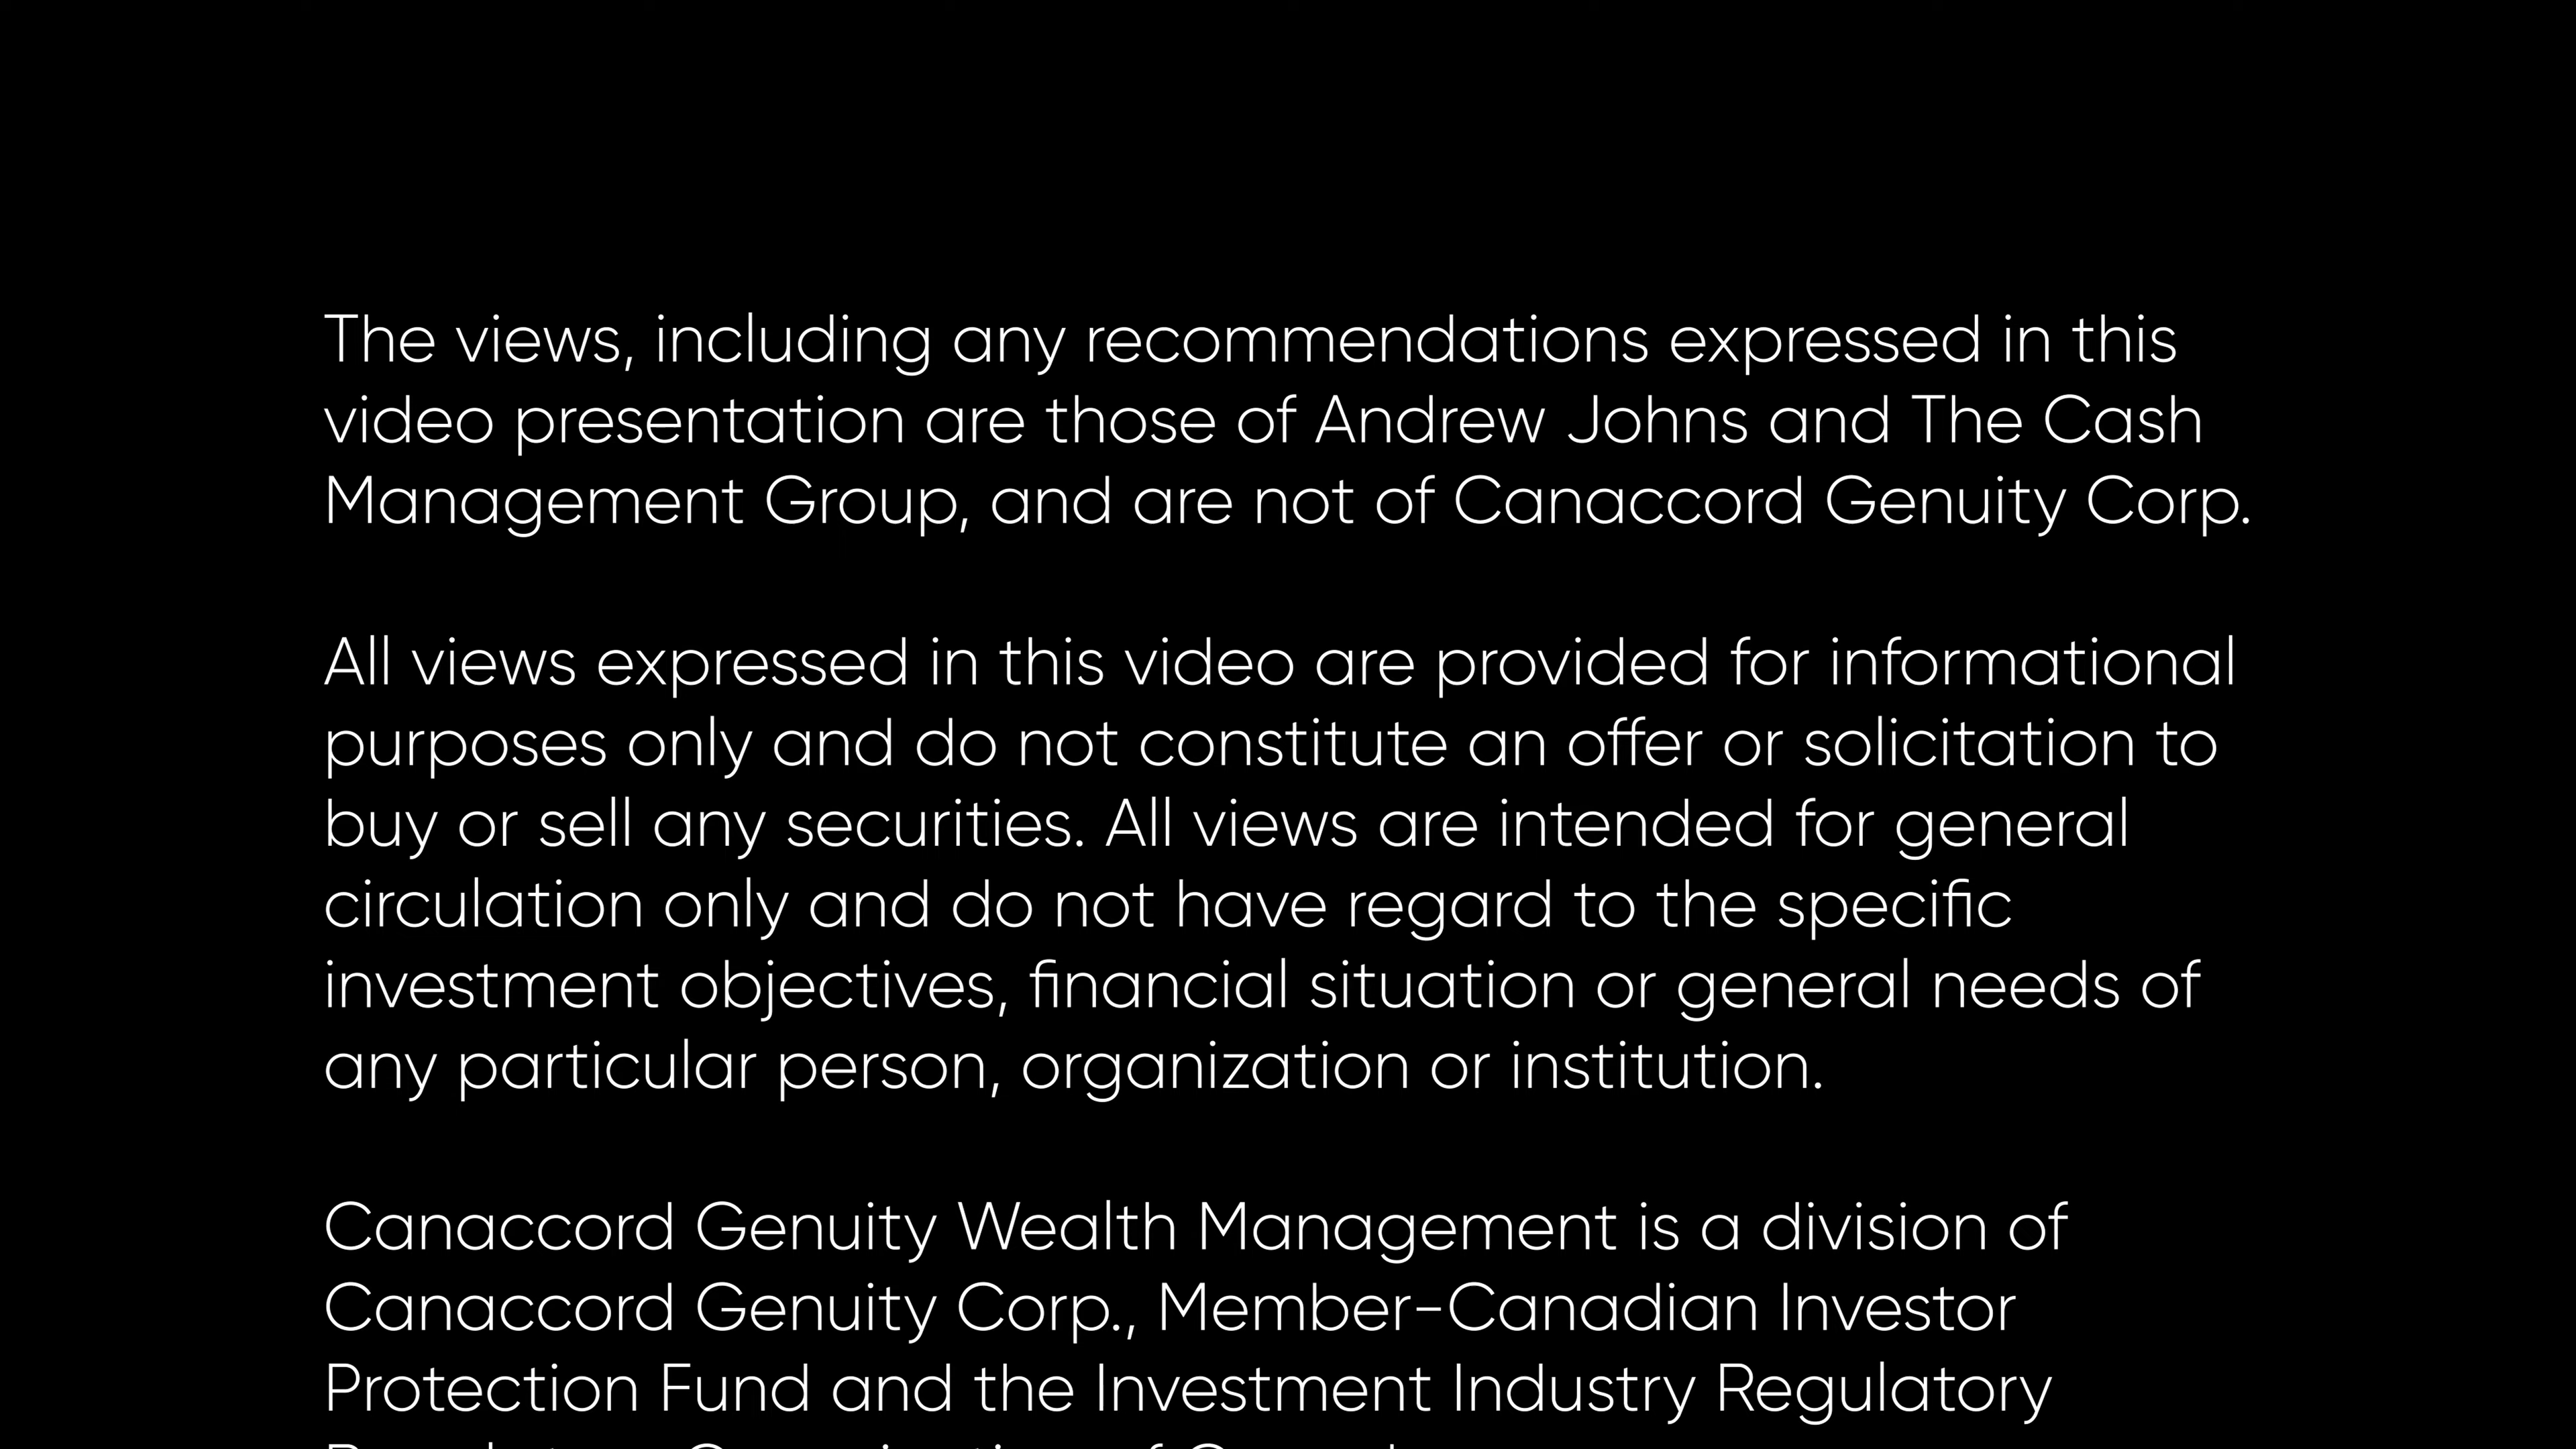 The views, including any recommendations expressed in this
video presentation are those of Andrew Johns and The Cash
Management Group, and are not of Canaccord Genuity Corp.
All views expressed in this video are provided for informational
purposes only and do not constitute an offer or solicitation to
buy or sell any securities. All views are intended for general
circulation only and do not have regard to the specific
investment objectives, financial situation or general needs of
any particular person, organization or institution.
Canaccord Genuity Wealth Management is a division of
Canaccord Genuity Corp., Member-Canadian Investor
Protection Fund and the Investment Industry Regulatory